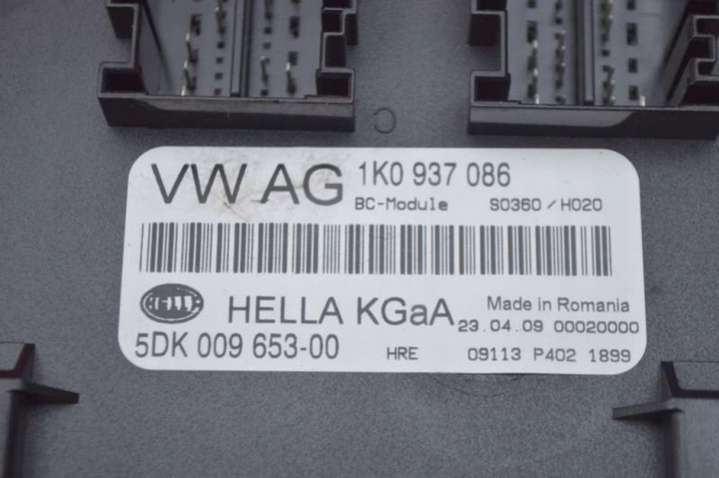 VW AG 1K0 937 086
BC-Module S0360 / H020
HELLA
HELLA KGaA Made in Romania
23.04.09 00020000
5DK 009 653-00 HRE 09113 P402 1899